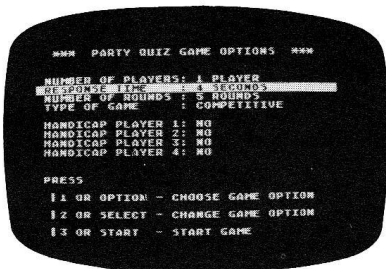 *** PARTY QUIZ GAME OPTIONS ***
NUMBER OF PLAYERS: 1 PLAYER
RESPONSE TIME : 4 SECONDS
NUMBER OF ROUNDS : 5 ROUNDS
TYPE OF GAME : COMPETITIVE
HANDICAP PLAYER 1: NO
HANDICAP PLAYER 2: NO
HANDICAP PLAYER 3: NO
HANDICAP PLAYER 4: NO
PRESS
1 OR OPTION - CHOOSE GAME OPTION
2 OR SELECT - CHANGE GAME OPTION
3 OR START - START GAME